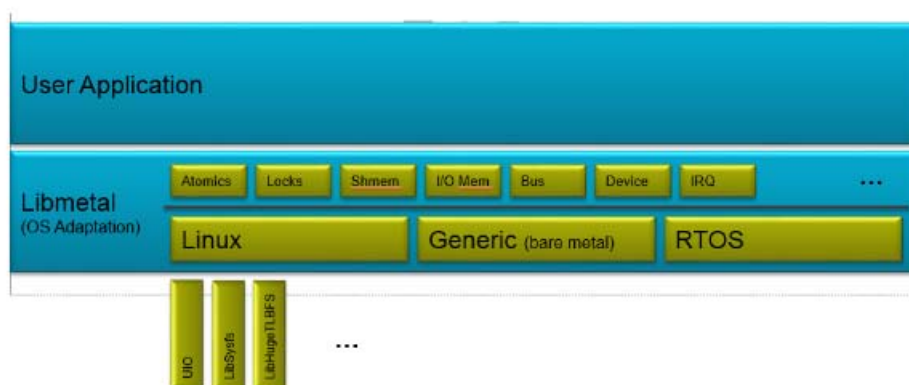 User Application
Atomics Locks Shmem I/O Mem Bus Device IRQ ...
Libmetal
(OS Adaptation)
Linux Generic (bare metal) RTOS
UIO LibSysfs LibHugeTLBFS ...